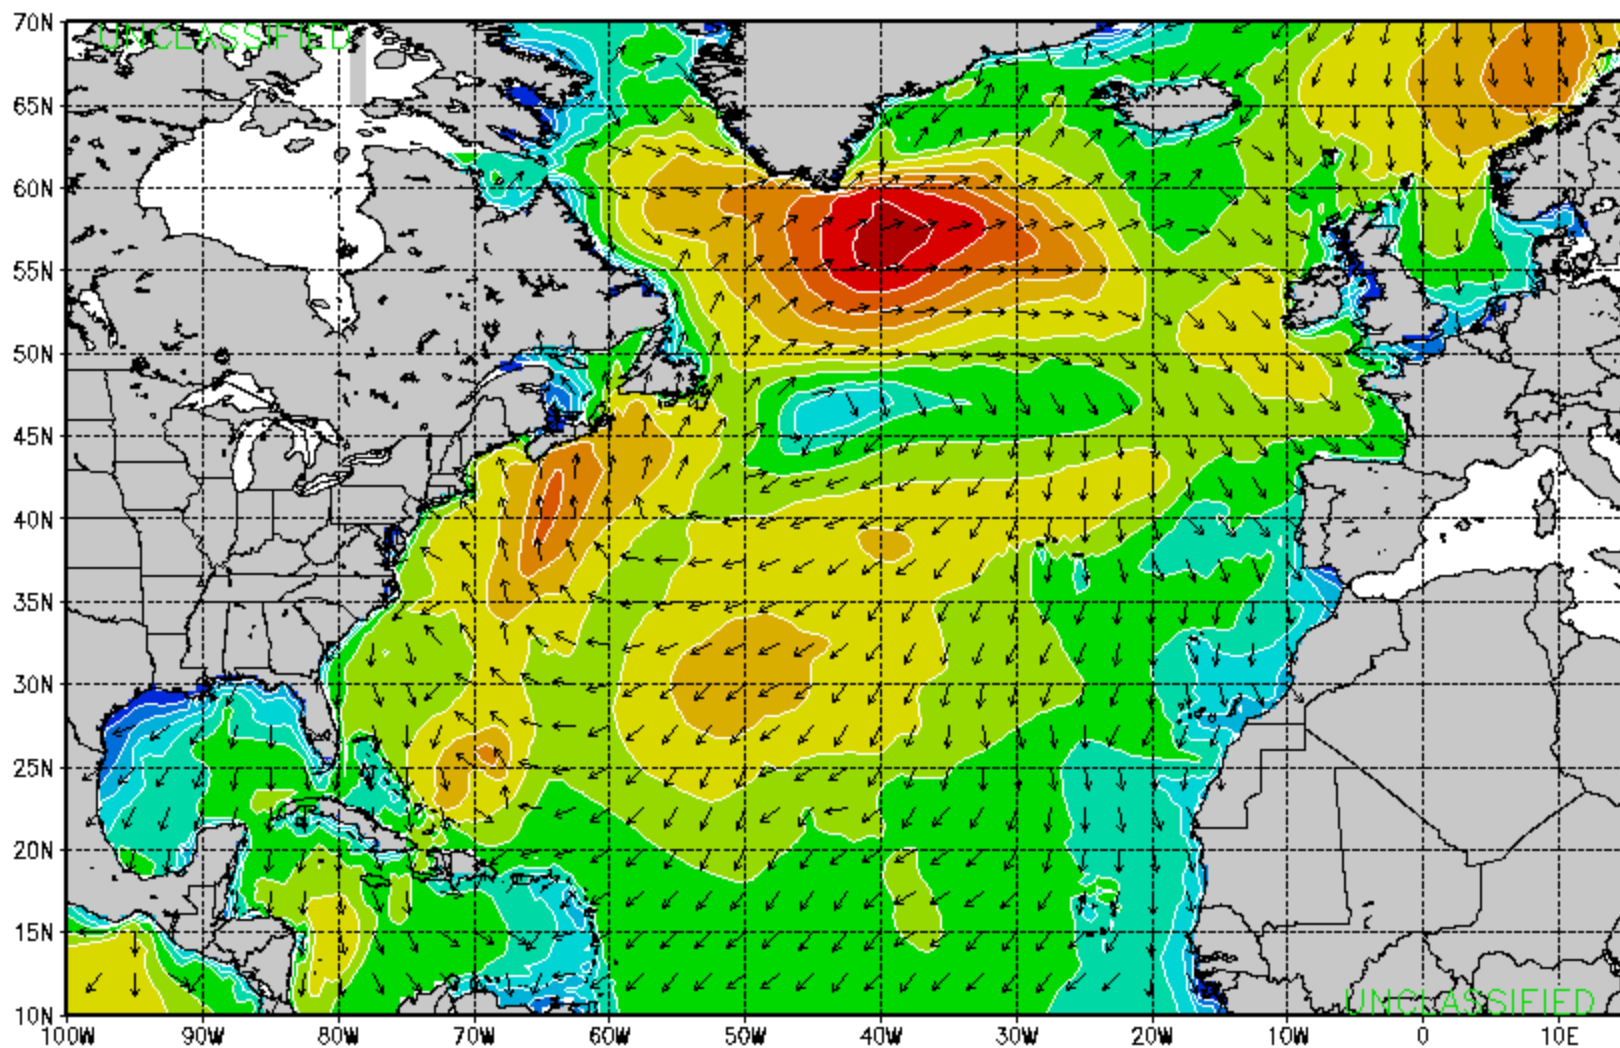 70N
UNCLASSIFIED
65N
60N
55N
50N
45N
40N
35N
30N
25N
20N
15N
UNCLASSIFIED
10N
100W 90W 80W 70W 60W 50W 40W 30W 20W 10W 0 10E